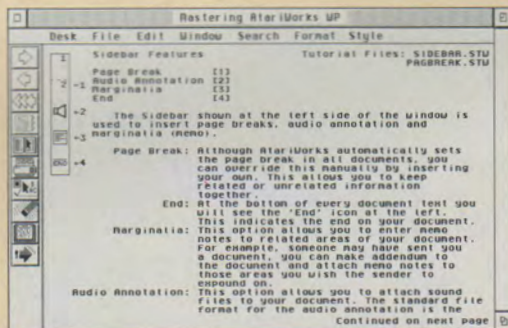 Mastering AtariWorks WP
Desk File Edit Window Search Format Style
Sidebar Features Tutorial Files: SIDEBAR.STW
PAGBREAK.STW
Page Break [1]
Audio Annotation [2]
Marginalia [3]
End [4]
1
2 -1
-2
-3
-4
The Sidebar shown at the left side of the window is
used to insert page breaks, audio annotation and
marginalia (memo).
Page Break: Although AtariWorks automatically sets
the page break in all documents, you
can override this manually by inserting
your own. This allows you to keep
related or unrelated information
together.
End: At the bottom of every document text you
will see the 'End' icon at the left.
This indicates the end on your document.
Marginalia: This option allows you to enter memo
notes to related areas of your document.
For enample, someone may have sent you
a document, you can make addendum to
the document and attach memo notes to
those areas you wish the sender to
expound on.
Audio Annotation: This option allows you to attach sound
files to your document. The standard file
format for the audio annotation is the
Continued on next page